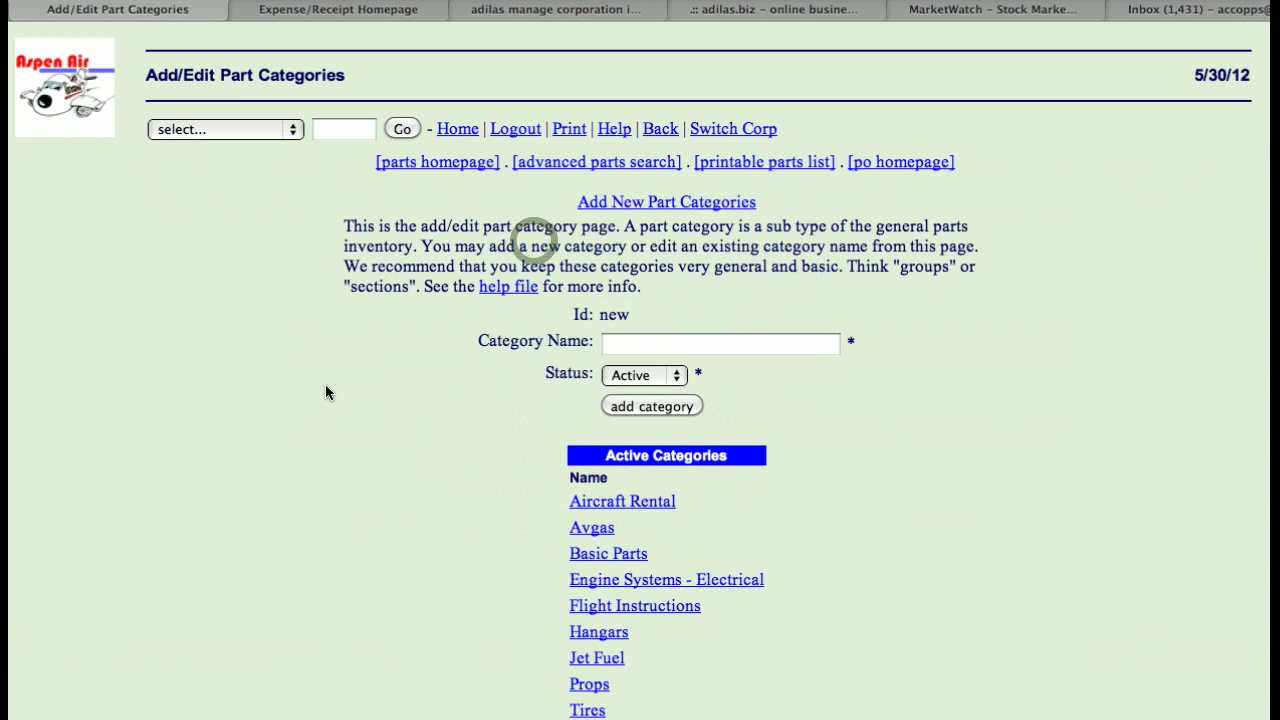 Add/Edit Part Categories
Expense/Receipt Homepage
adilas manage corporation i...
.:: adilas.biz – online busine...
MarketWatch – Stock Marke...
Inbox (1,431) – accopps@
Aspen Air
Add/Edit Part Categories
5/30/12
select...
Go - Home | Logout | Print | Help | Back | Switch Corp
[parts homepage] . [advanced parts search] . [printable parts list] . [po homepage]
Add New Part Categories
This is the add/edit part category page. A part category is a sub type of the general parts
inventory. You may add a new category or edit an existing category name from this page.
We recommend that you keep these categories very general and basic. Think "groups" or
"sections". See the help file for more info.
Id: new
Category Name: *
Status: Active *
add category
Active Categories
Name
Aircraft Rental
Avgas
Basic Parts
Engine Systems - Electrical
Flight Instructions
Hangars
Jet Fuel
Props
Tires